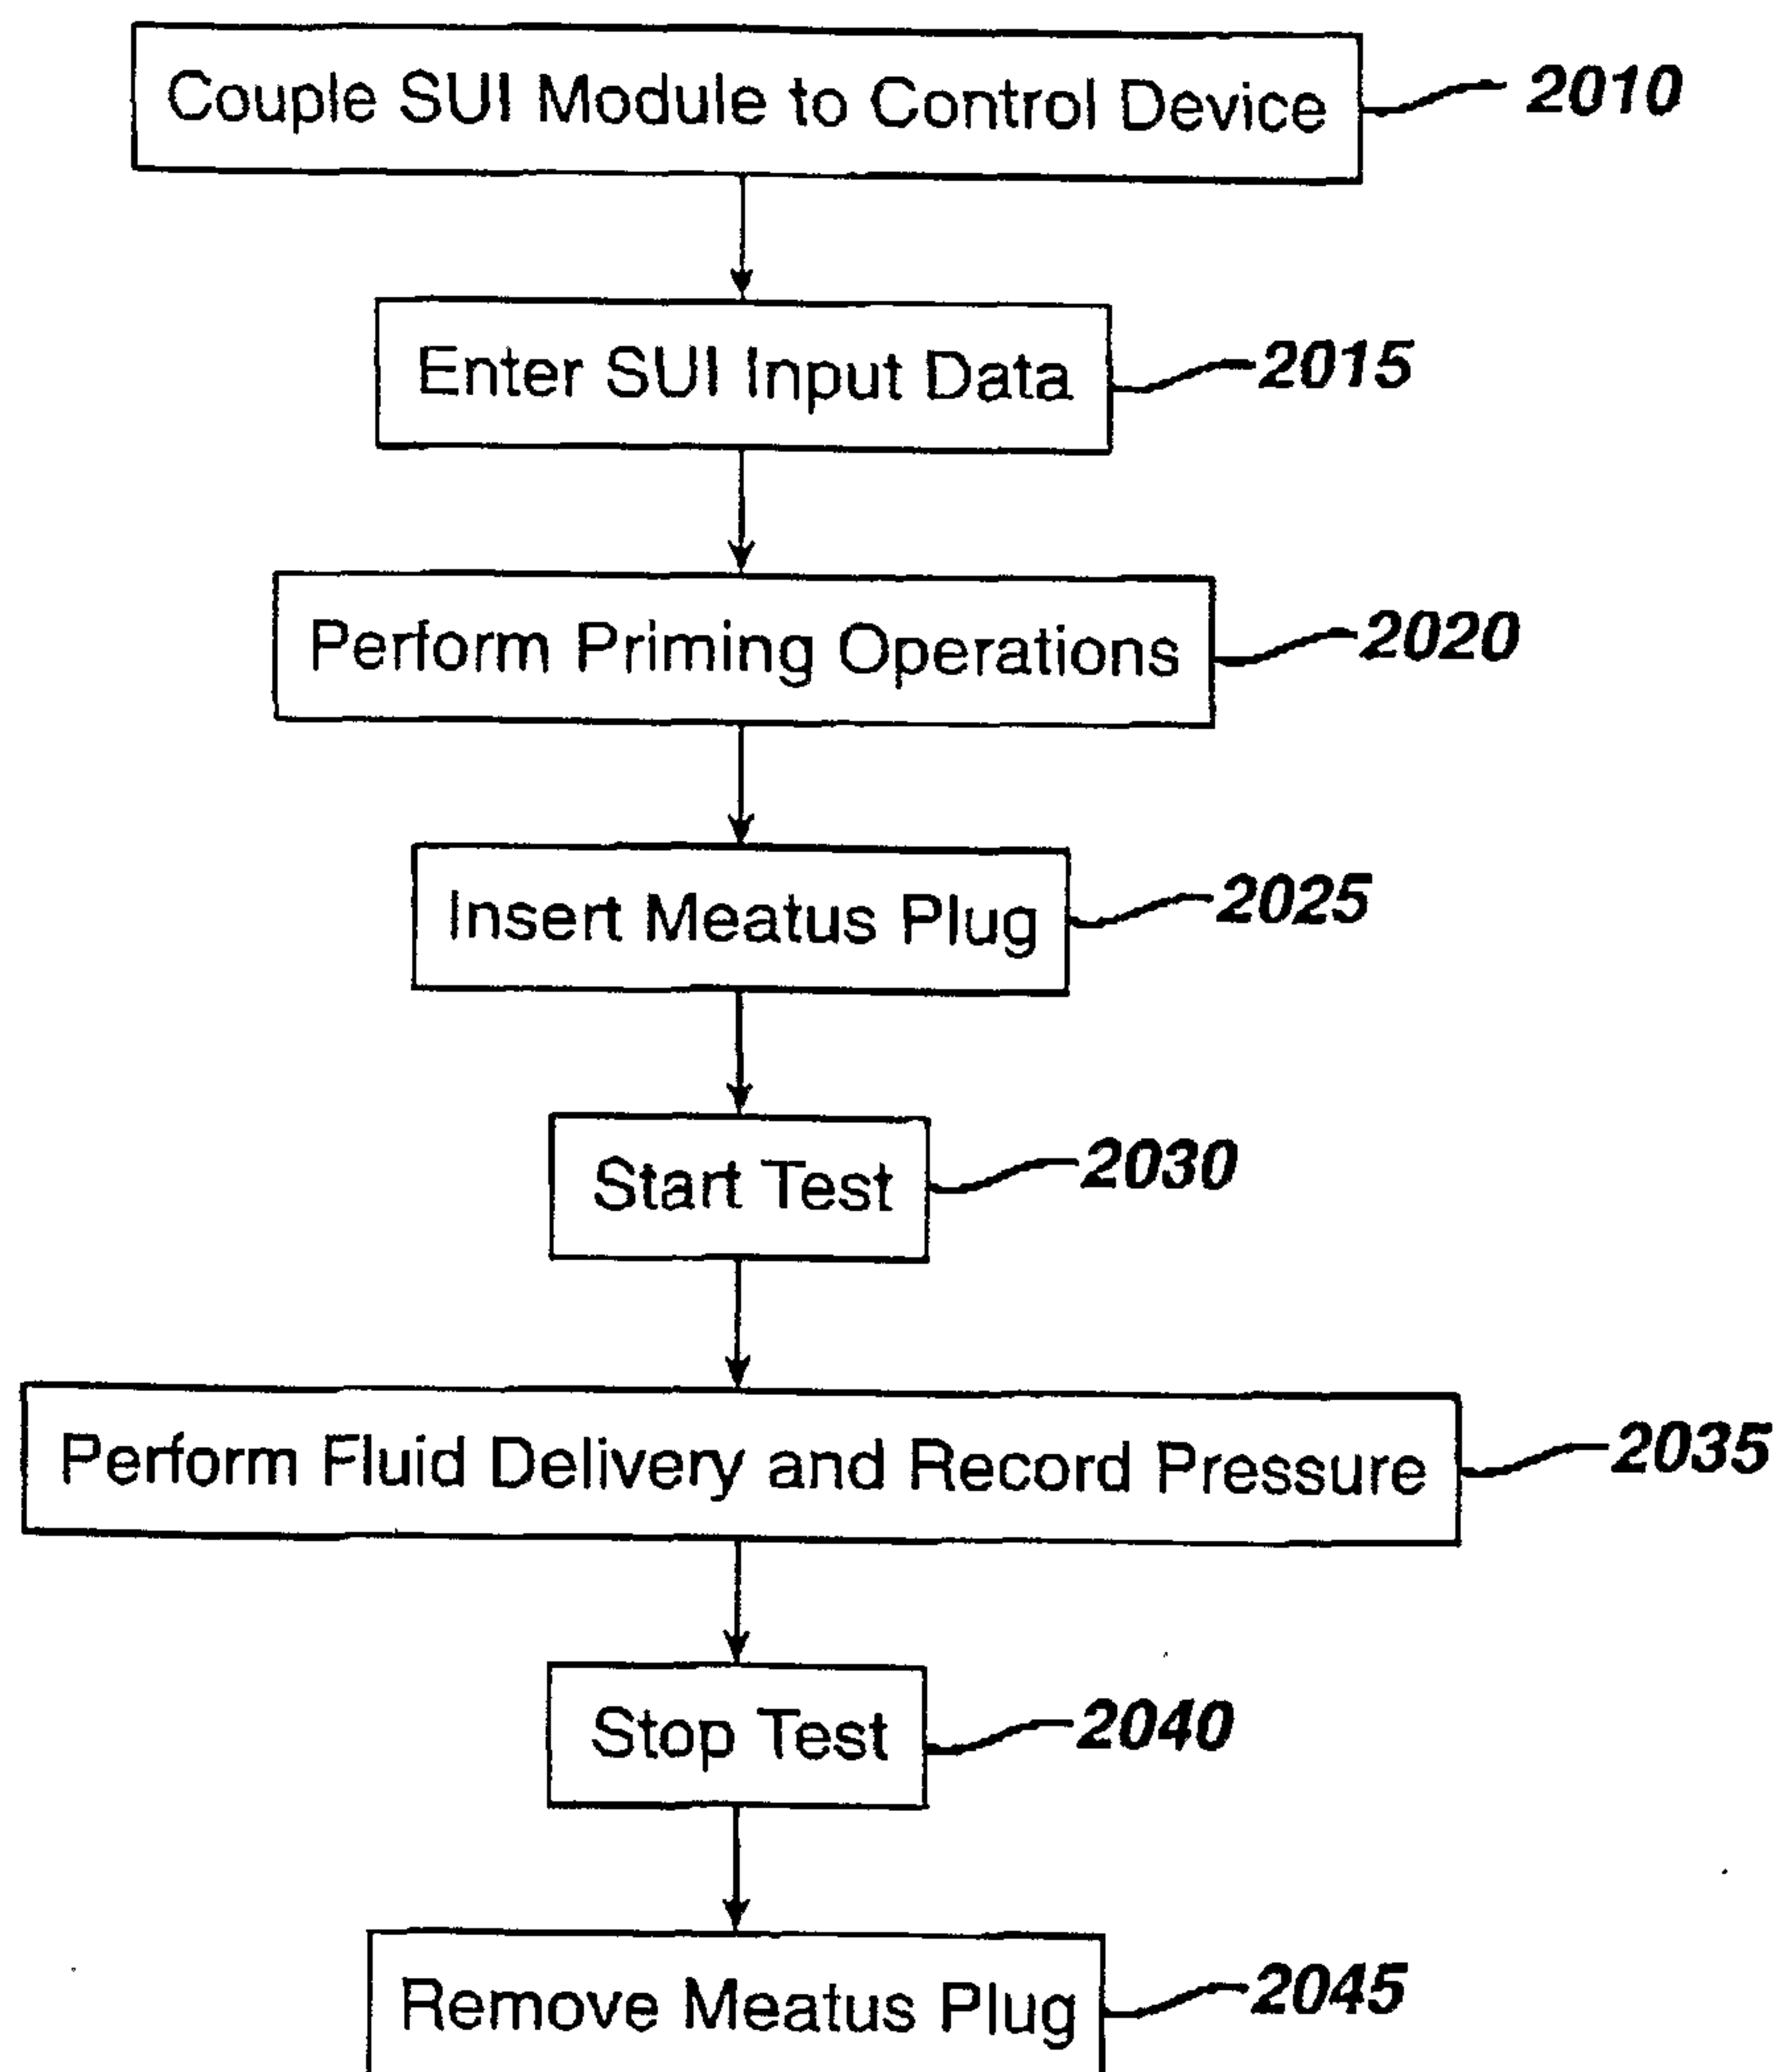 Couple SUI Module to Control Device 2010
Enter SUI Input Data 2015
Perform Priming Operations 2020
Insert Meatus Plug 2025
Start Test 2030
Perform Fluid Delivery and Record Pressure 2035
Stop Test 2040
Remove Meatus Plug 2045